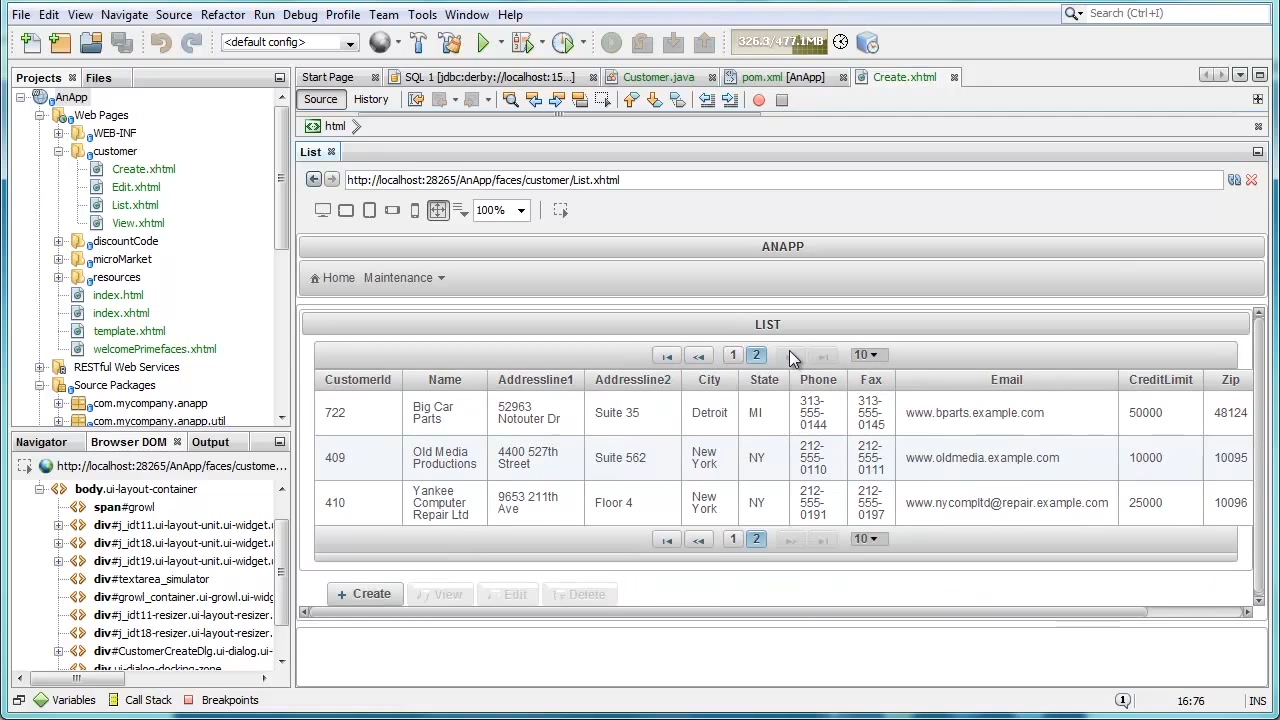 File Edit View Navigate Source Refactor Run Debug Profile Team Tools Window Help
Search (Ctrl+I)
<default config>
326.3/477.1MB
Projects Files
Start Page SQL 1 [jdbc:derby://localhost:15...] Customer.java pom.xml [AnApp] Create.xhtml
Source History
html
AnApp
Web Pages
WEB-INF
customer
Create.xhtml
Edit.xhtml
List.xhtml
View.xhtml
discountCode
microMarket
resources
index.html
index.xhtml
template.xhtml
welcomePrimefaces.xhtml
RESTful Web Services
Source Packages
com.mycompany.anapp
com.mycompany.anapp.util
Navigator Browser DOM Output
http://localhost:28265/AnApp/faces/custome...
body.ui-layout-container
span#growl
div#j_idt11.ui-layout-unit.ui-widget.u
div#j_idt18.ui-layout-unit.ui-widget.u
div#j_idt19.ui-layout-unit.ui-widget.u
div#textarea_simulator
div#growl_container.ui-growl.ui-widg
div#j_idt11-resizer.ui-layout-resizer.
div#j_idt18-resizer.ui-layout-resizer.
div#CustomerCreateDlg.ui-dialog.ui-
div.ui-dialog-docking-zone
List
http://localhost:28265/AnApp/faces/customer/List.xhtml
100%
ANAPP
Home Maintenance
LIST
1 2 10
CustomerId Name Addressline1 Addressline2 City State Phone Fax Email CreditLimit Zip
722 Big Car Parts 52963 Notouter Dr Suite 35 Detroit MI 313-555-0144 313-555-0145 www.bparts.example.com 50000 48124
409 Old Media Productions 4400 527th Street Suite 562 New York NY 212-555-0110 212-555-0111 www.oldmedia.example.com 10000 10095
410 Yankee Computer Repair Ltd 9653 211th Ave Floor 4 New York NY 212-555-0191 212-555-0197 www.nycompltd@repair.example.com 25000 10096
1 2 10
Create View Edit Delete
Variables Call Stack Breakpoints
1 16:76 INS